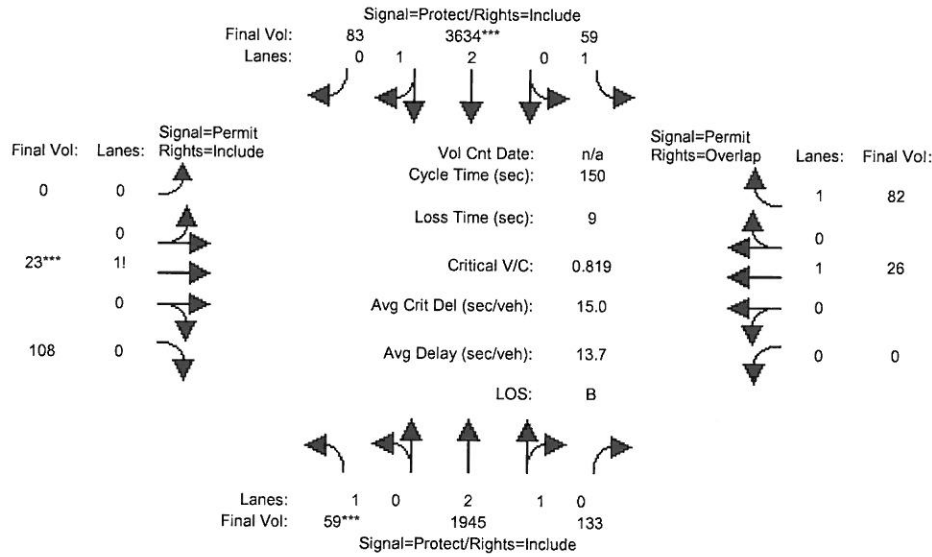 Signal=Protect/Rights=Include
Final Vol: 83 3634*** 59
Lanes: 0 1 2 0 1
Signal=Permit
Final Vol: Lanes: Rights=Include
0 0
0
23*** 1!
0
108 0
Vol Cnt Date: n/a
Cycle Time (sec): 150
Loss Time (sec): 9
Critical V/C: 0.819
Avg Crit Del (sec/veh): 15.0
Avg Delay (sec/veh): 13.7
LOS: B
Signal=Permit
Rights=Overlap Lanes: Final Vol:
1 82
0
1 26
0
0 0
Lanes: 1 0 2 1 0
Final Vol: 59*** 1945 133
Signal=Protect/Rights=Include